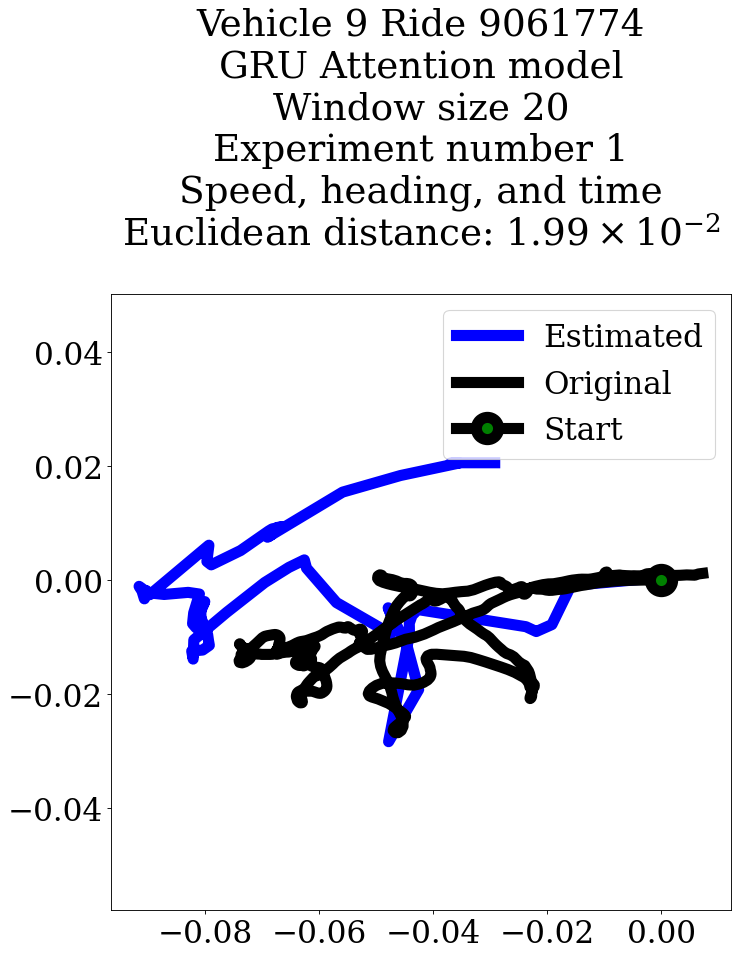 Vehicle 9 Ride 9061774
GRU Attention model
Window size 20
Experiment number 1
Speed, heading, and time
Euclidean distance: 1.99 × 10⁻²
Estimated
Original
Start
0.04
0.02
0.00
−0.02
−0.04
−0.08 −0.06 −0.04 −0.02 0.00